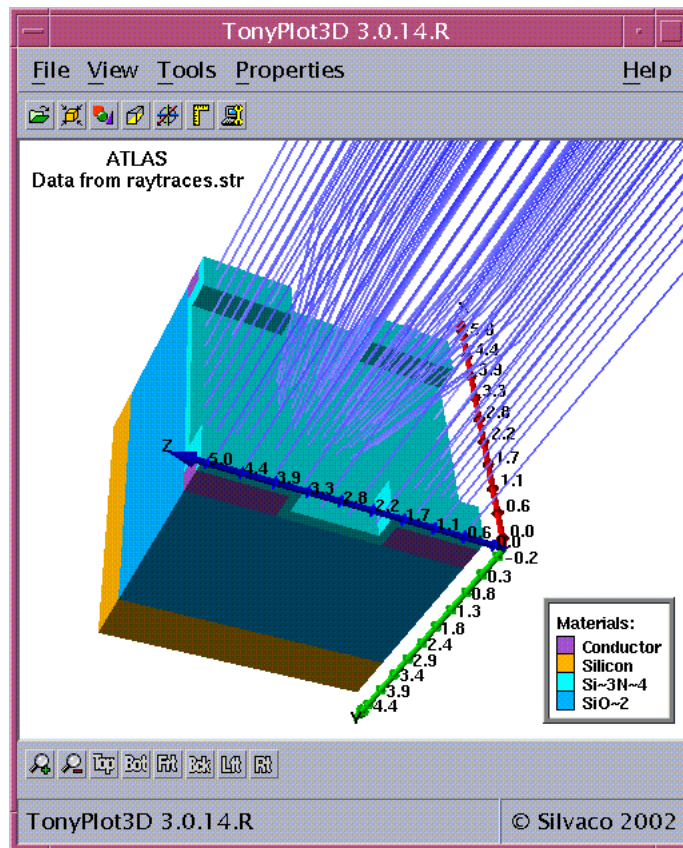 TonyPlot3D 3.0.14.R
File View Tools Properties Help
ATLAS
Data from raytraces.str
5.0
4.4
3.9
3.3
2.8
2.2
1.7
1.1
0.6
0.0
Z
5.0
4.4
3.9
3.3
2.8
2.2
1.7
1.1
0.6
-0.2
0.3
0.8
1.3
1.8
2.4
2.9
3.4
3.9
4.4
Y
Materials:
Conductor
Silicon
Si~3N~4
SiO~2
Top Bot Frt Bck Lft Rt
TonyPlot3D 3.0.14.R © Silvaco 2002